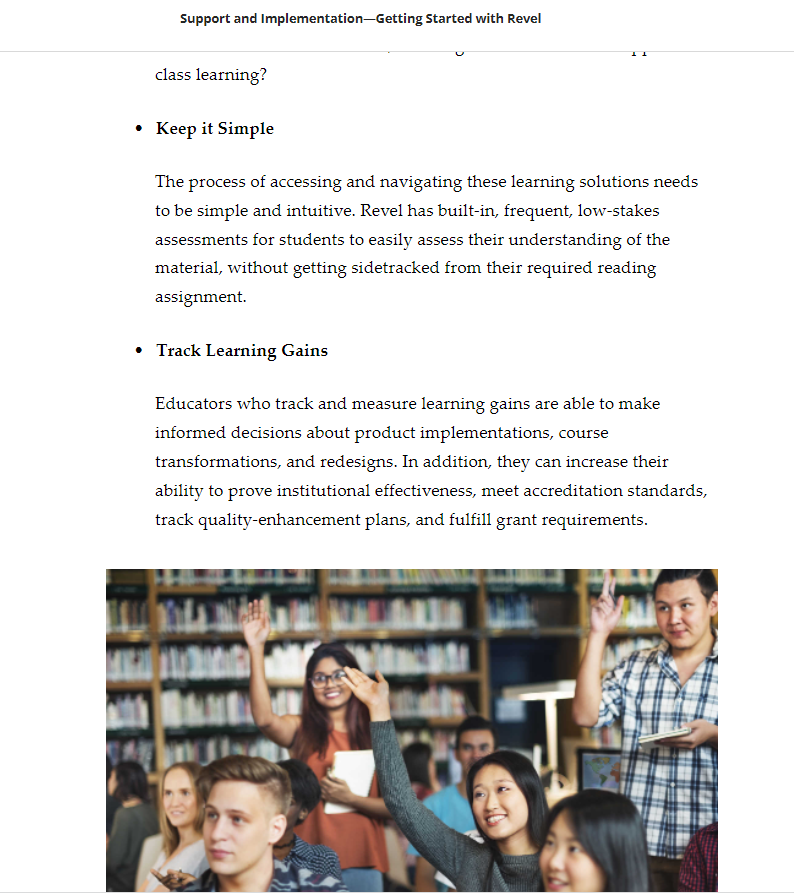 Support and Implementation—Getting Started with Revel
class learning?
• Keep it Simple
The process of accessing and navigating these learning solutions needs
to be simple and intuitive. Revel has built-in, frequent, low-stakes
assessments for students to easily assess their understanding of the
material, without getting sidetracked from their required reading
assignment.
• Track Learning Gains
Educators who track and measure learning gains are able to make
informed decisions about product implementations, course
transformations, and redesigns. In addition, they can increase their
ability to prove institutional effectiveness, meet accreditation standards,
track quality-enhancement plans, and fulfill grant requirements.